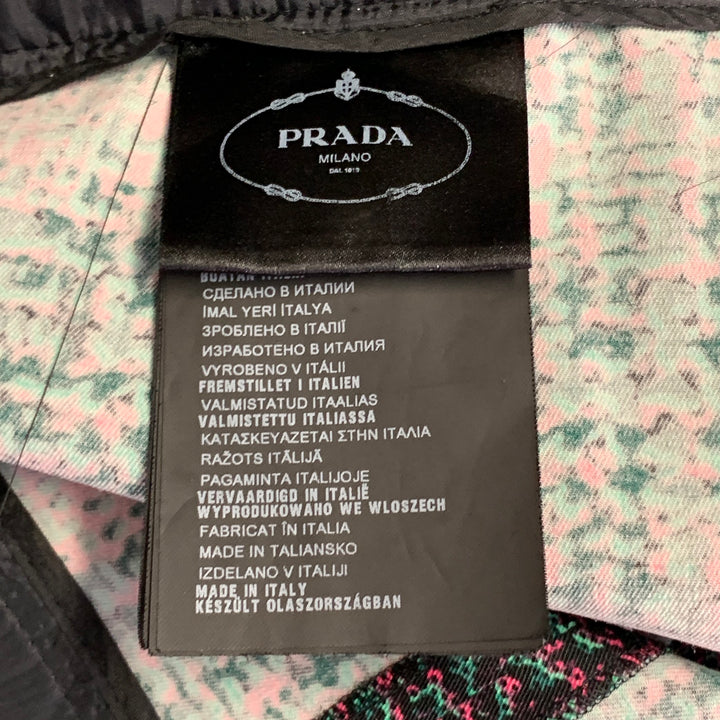 PRADA
MILANO
DAL 1913
BUATAN
СДЕЛАНО В ИТАЛИИ
İMAL YERİ İTALYA
ЗРОБЛЕНО В ІТАЛІЇ
ИЗРАБОТЕНО В ИТАЛИЯ
VYROBENO V ITÁLII
FREMSTILLET I ITALIEN
VALMISTATUD ITAALIAS
VALMISTETTU ITALIASSA
ΚΑΤΑΣΚΕΥΑΖΕΤΑΙ ΣΤΗΝ ΙΤΑΛΙΑ
RAŽOTS ITĀLIJĀ
PAGAMINTA ITALIJOJE
VERVAARDIGD IN ITALIË
WYPRODUKOWANO WE WLOSZECH
FABRICAT ÎN ITALIA
MADE IN TALIANSKO
IZDELANO V ITALIJI
MADE IN ITALY
KÉSZÜLT OLASZORSZÁGBAN